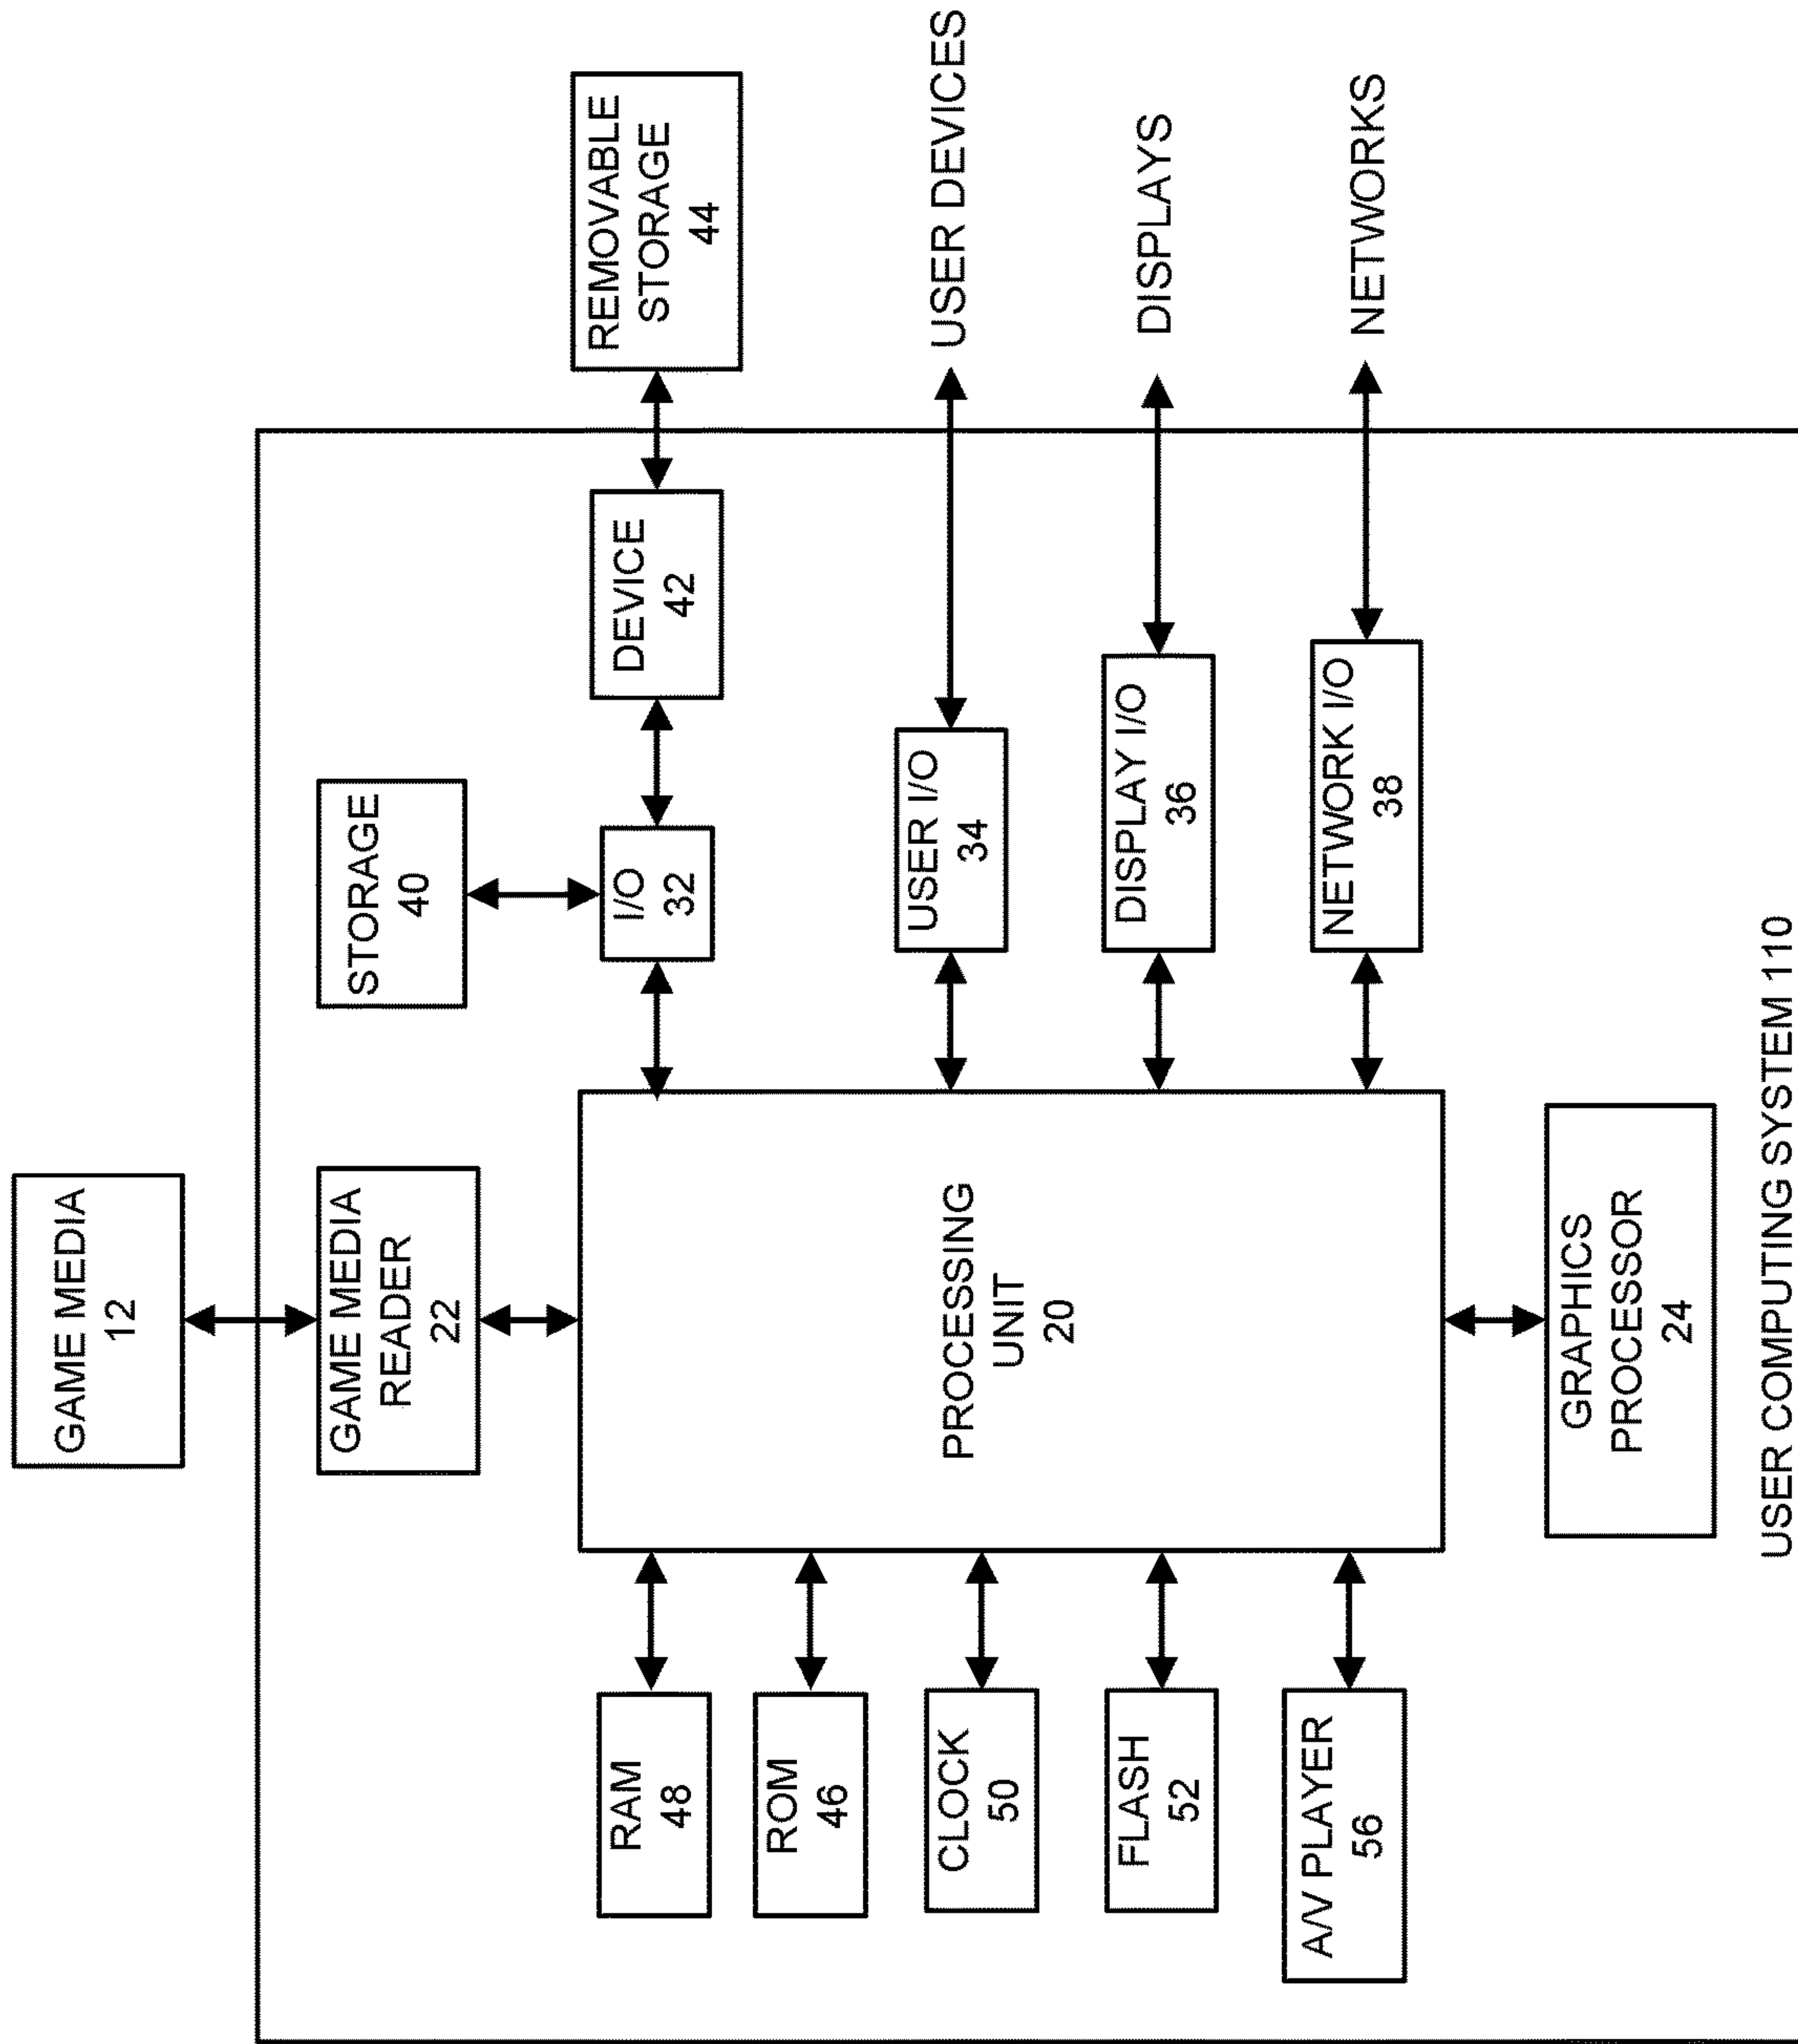 GAME MEDIA
12
GAME MEDIA
READER
22
STORAGE
40
RAM
48
I/O
32
DEVICE
42
REMOVABLE
STORAGE
44
ROM
46
PROCESSING
UNIT
20
CLOCK
50
USER I/O
34
USER DEVICES
FLASH
52
DISPLAY I/O
36
DISPLAYS
A/V PLAYER
56
NETWORK I/O
38
NETWORKS
GRAPHICS
PROCESSOR
24
USER COMPUTING SYSTEM 110